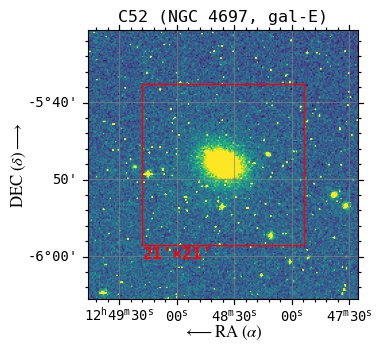 C52 (NGC 4697, gal-E)
-5°40'
50'
-6°00'
DEC (δ)⟶
21'×21'
12ʰ49ᵐ30ˢ 00ˢ 48ᵐ30ˢ 00ˢ 47ᵐ30ˢ
⟵RA (α)